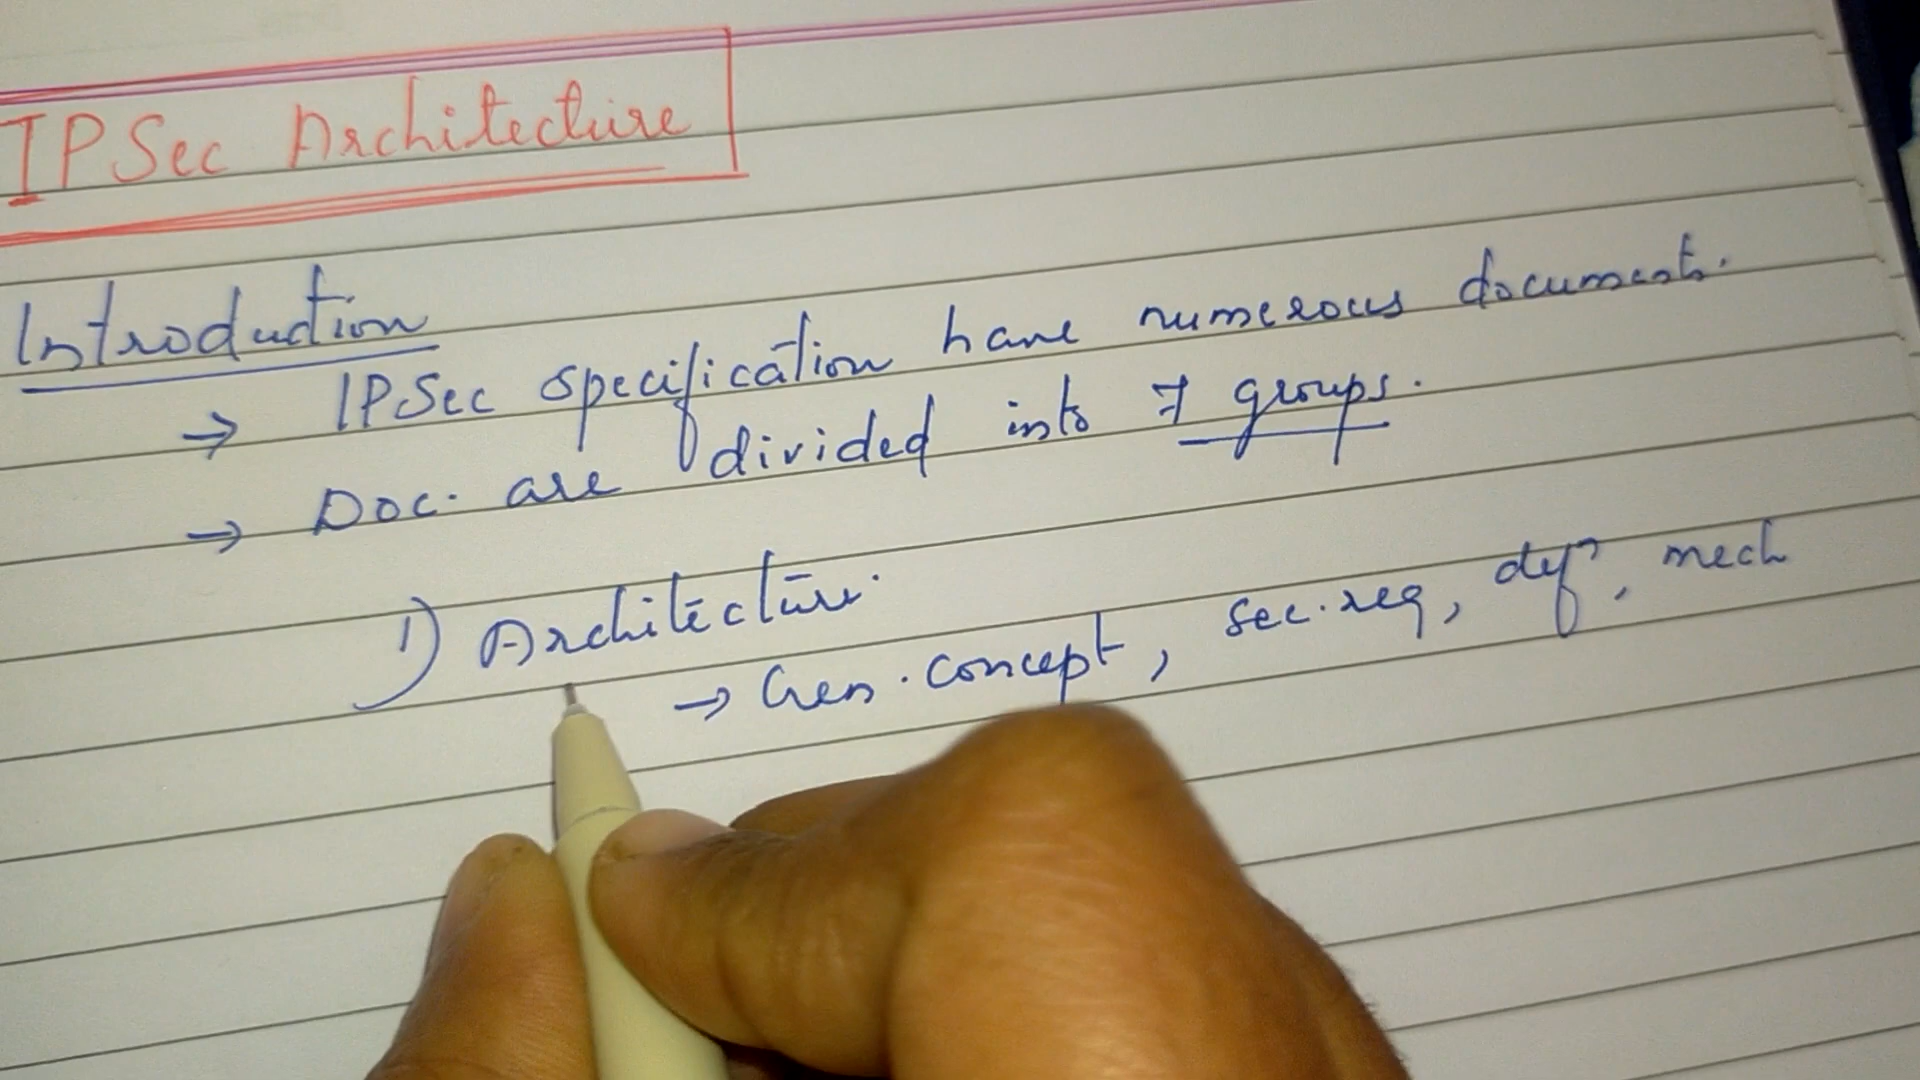 IPSec Architecture
Introduction
→ IPSec specification have numerous documents.
→ Doc. are divided into 7 groups.
1) Architecture.
→ Gen. concept, sec. req, defn, mech